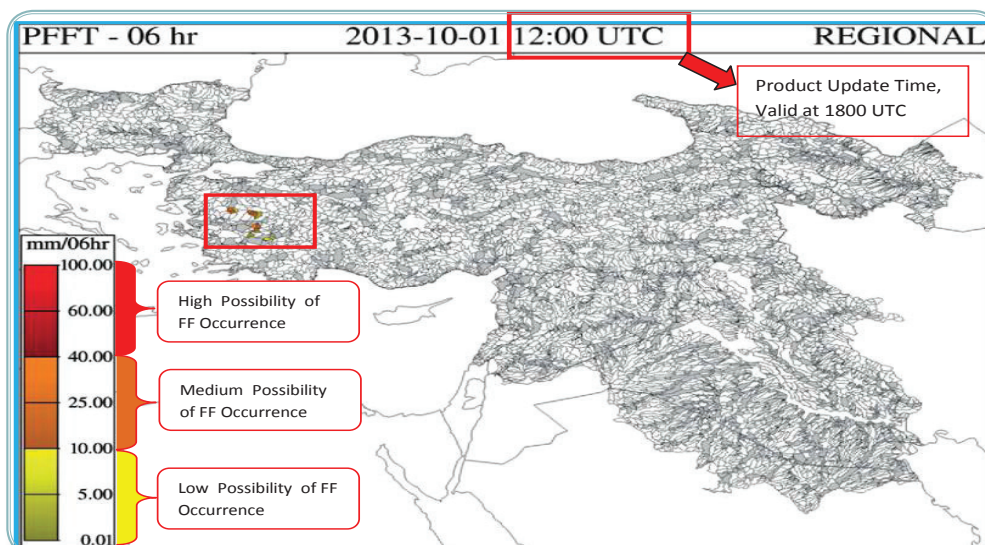 PFFT - 06 hr 2013-10-01 12:00 UTC REGIONAL
Product Update Time,
Valid at 1800 UTC
mm/06hr
100.00
60.00
40.00
25.00
10.00
5.00
0.01
High Possibility of
FF Occurrence
Medium Possibility
of FF Occurrence
Low Possibility of FF
Occurrence